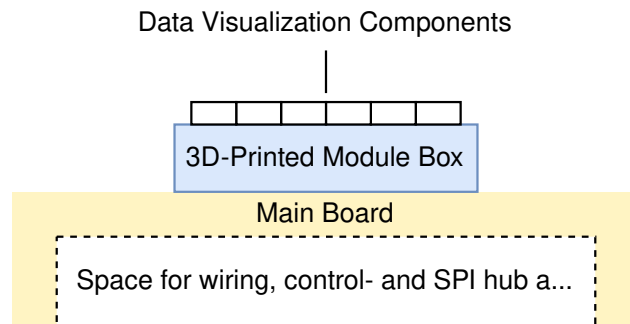 Data Visualization Components
3D-Printed Module Box
Main Board
Space for wiring, control- and SPI hub a...